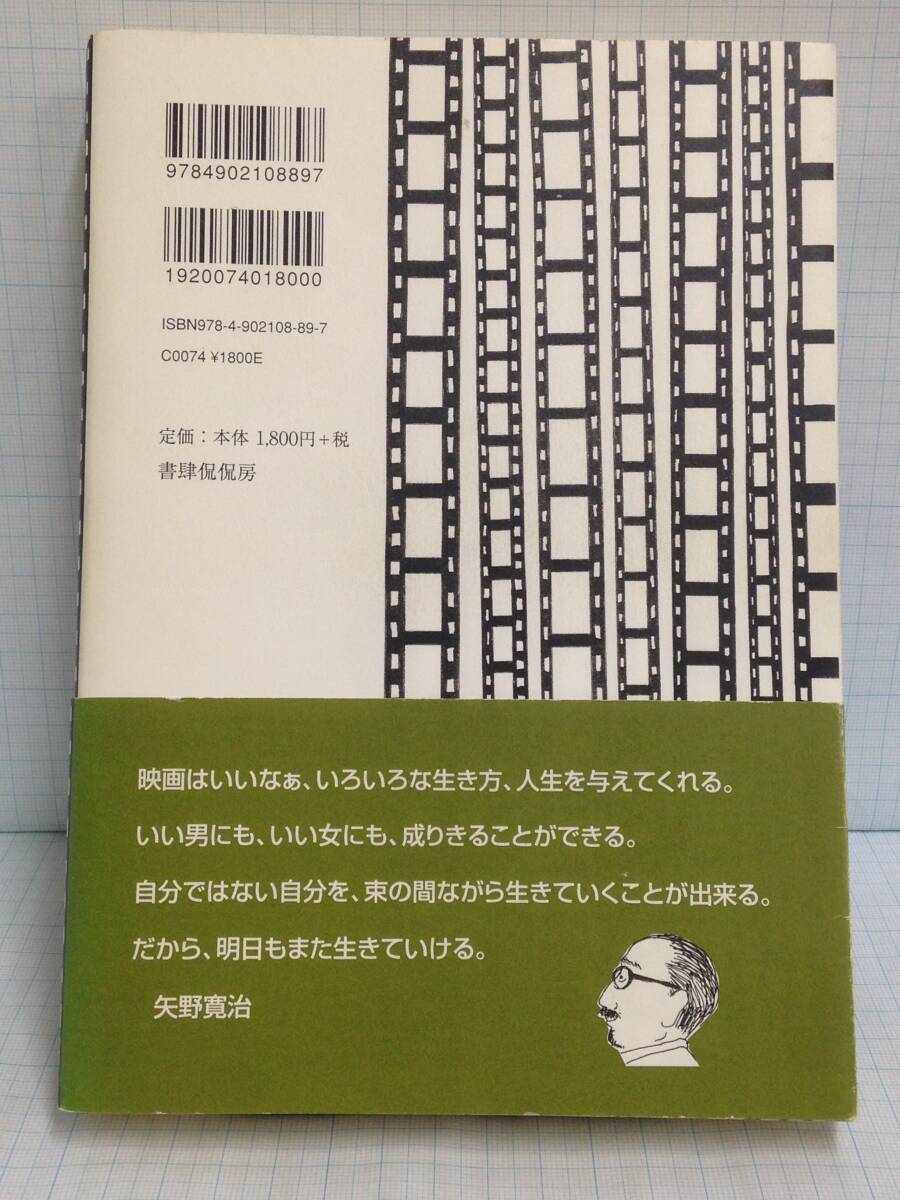 9784902108897
1920074018000
ISBN978-4-902108-89-7
C0074 ¥1800E
定価：本体 1,800円+税
書肆侃侃房
映画はいいなぁ、いろいろな生き方、人生を与えてくれる。
いい男にも、いい女にも、成りきることができる。
自分ではない自分を、束の間ながら生きていくことが出来る。
だから、明日もまた生きていける。
矢野寛治